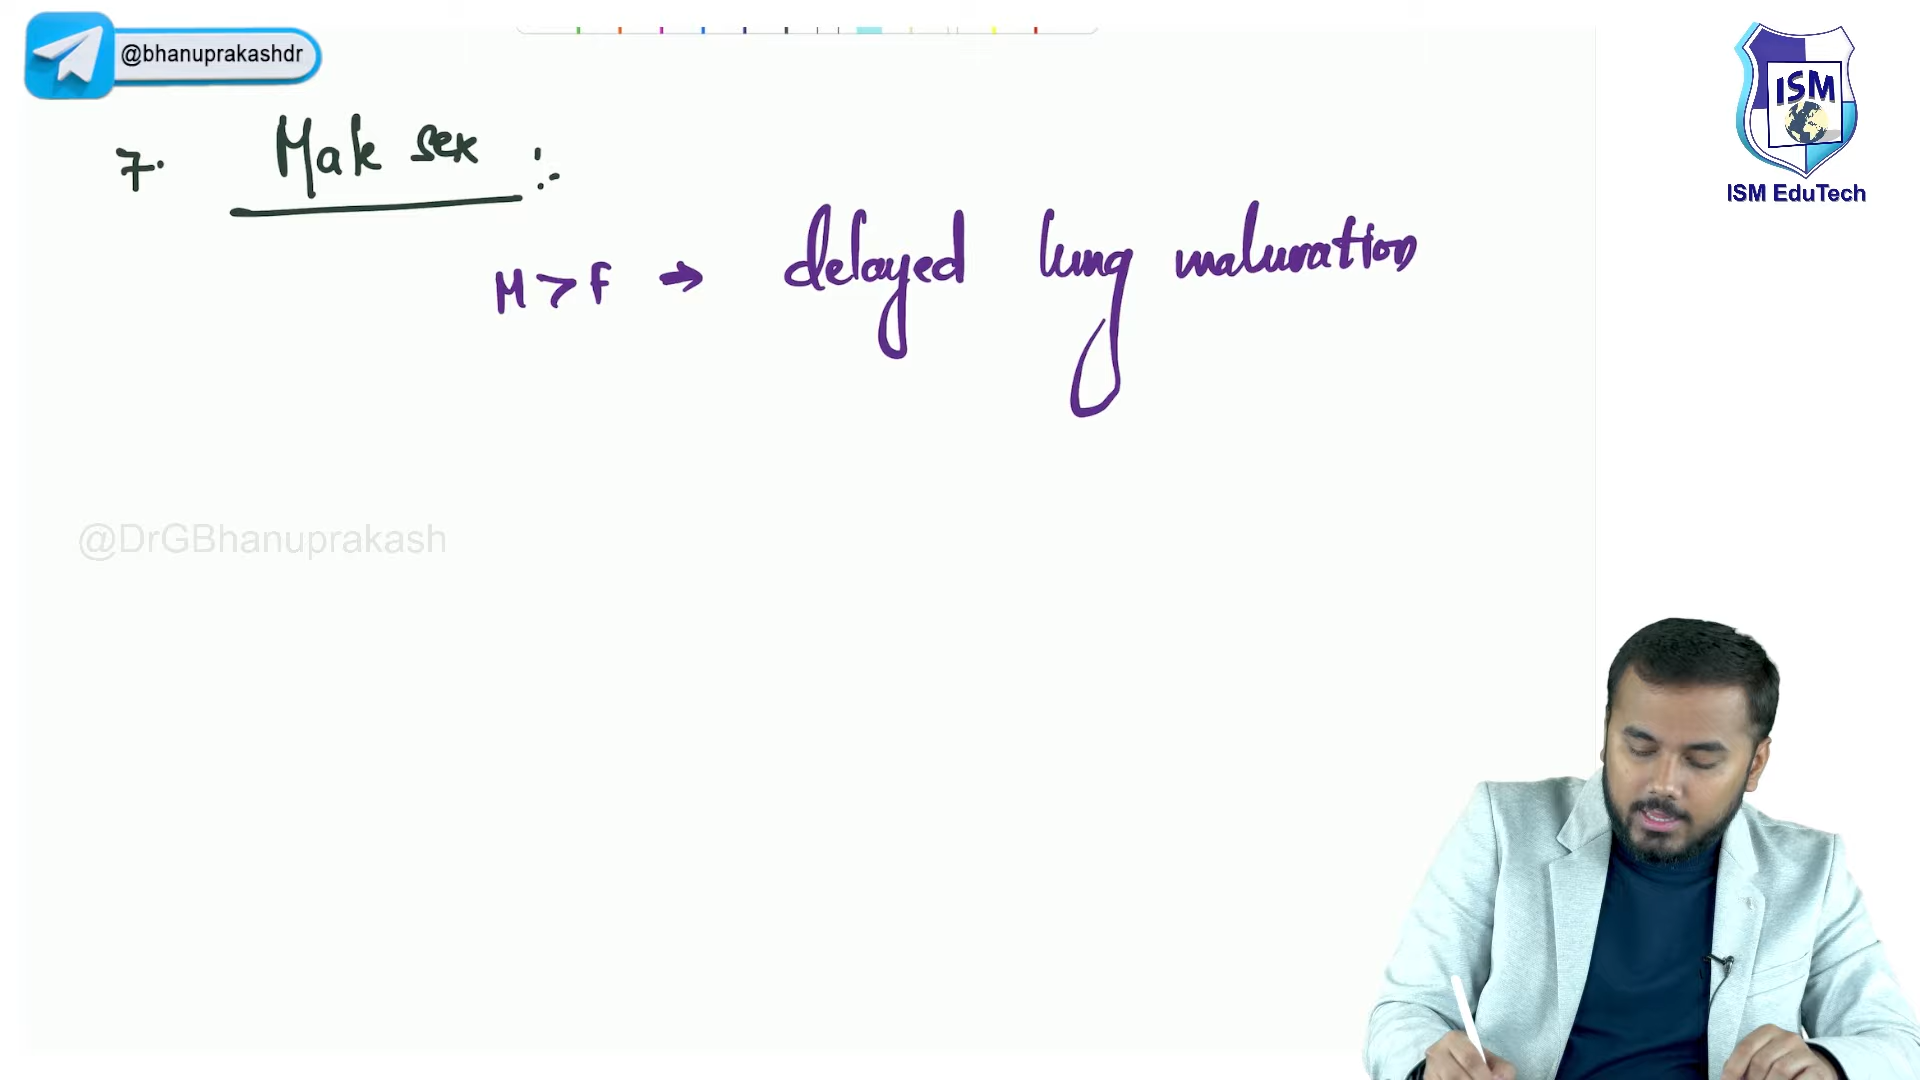 @bhanuprakashdr
ISM
ISM EduTech
7. Male sex :-
M > F → delayed lung maturation
@DrGBhanuprakash